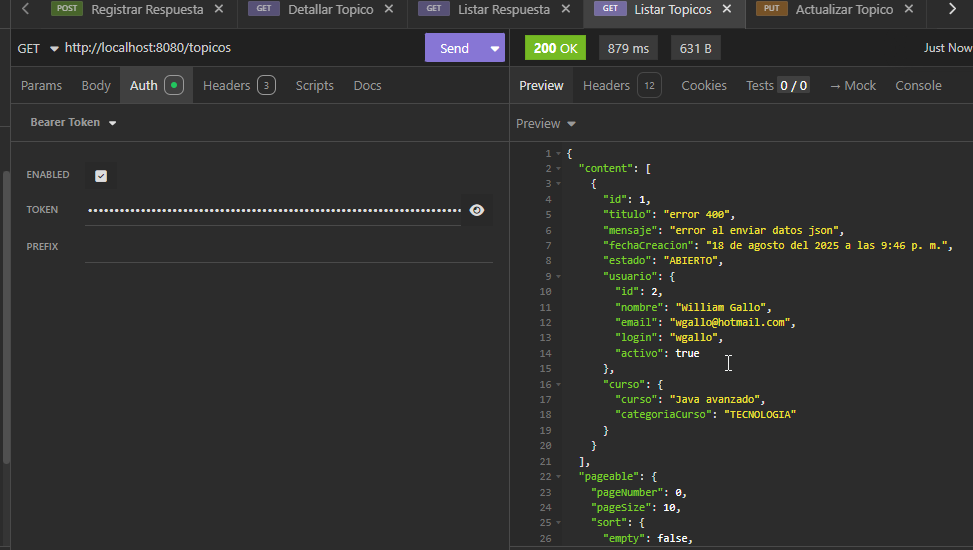 POST Registrar Respuesta GET Detallar Topico GET Listar Respuesta GET Listar Topicos PUT Actualizar Topico
GET http://localhost:8080/topicos Send 200 OK 879 ms 631 B Just Now
Params Body Auth Headers 3 Scripts Docs
Preview Headers 12 Cookies Tests 0 / 0 → Mock Console
Bearer Token
Preview
ENABLED
TOKEN
PREFIX
1 {
2 "content": [
3 {
4 "id": 1,
5 "titulo": "error 400",
6 "mensaje": "error al enviar datos json",
7 "fechaCreacion": "18 de agosto del 2025 a las 9:46 p. m.",
8 "estado": "ABIERTO",
9 "usuario": {
10 "id": 2,
11 "nombre": "William Gallo",
12 "email": "wgallo@hotmail.com",
13 "login": "wgallo",
14 "activo": true
15 },
16 "curso": {
17 "curso": "Java avanzado",
18 "categoriaCurso": "TECNOLOGIA"
19 }
20 }
21 ],
22 "pageable": {
23 "pageNumber": 0,
24 "pageSize": 10,
25 "sort": {
26 "empty": false,